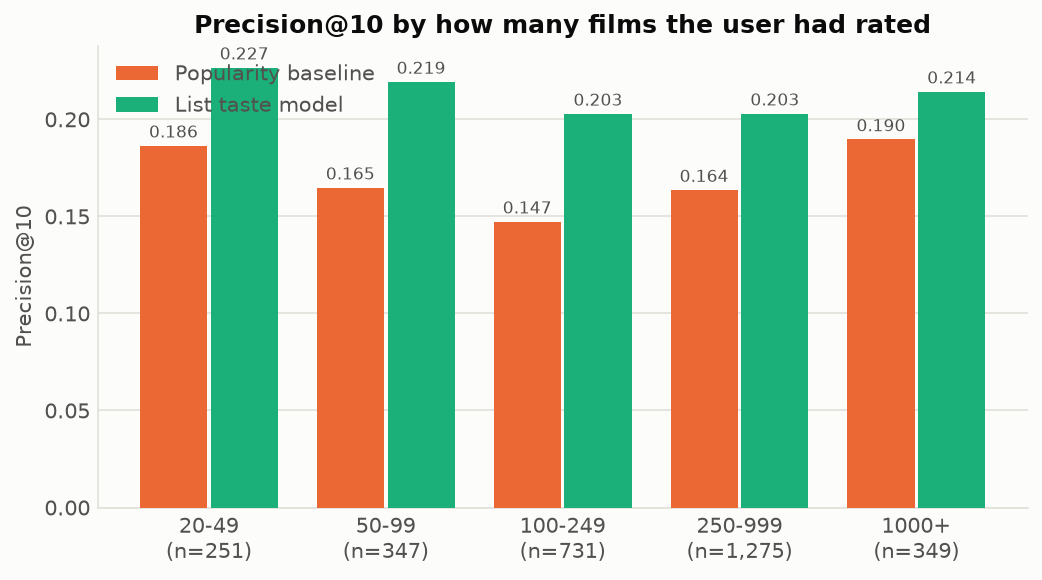 Precision@10 by how many films the user had rated
Popularity baseline
List taste model
Precision@10
0.20
0.15
0.10
0.05
0.00
0.186
0.227
0.165
0.219
0.147
0.203
0.164
0.203
0.190
0.214
20-49
(n=251)
50-99
(n=347)
100-249
(n=731)
250-999
(n=1,275)
1000+
(n=349)